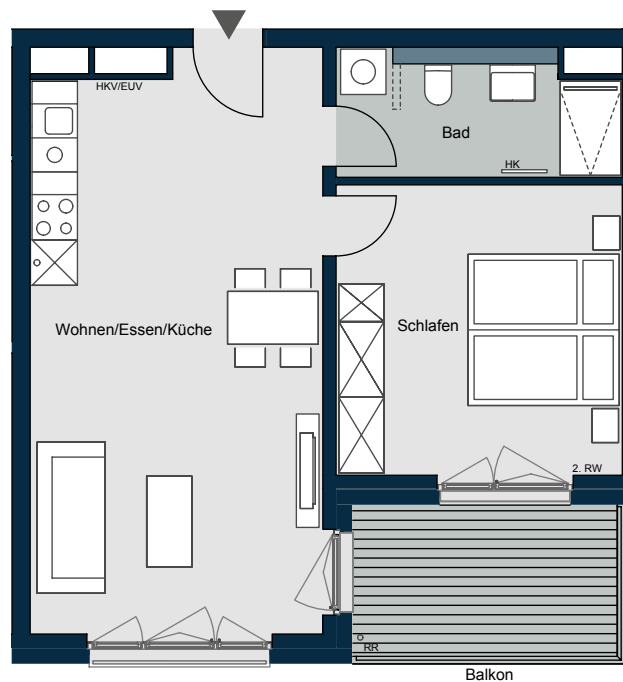 HKV/EUV
Bad
HK
Wohnen/Essen/Küche
Schlafen
2. RW
RR
Balkon